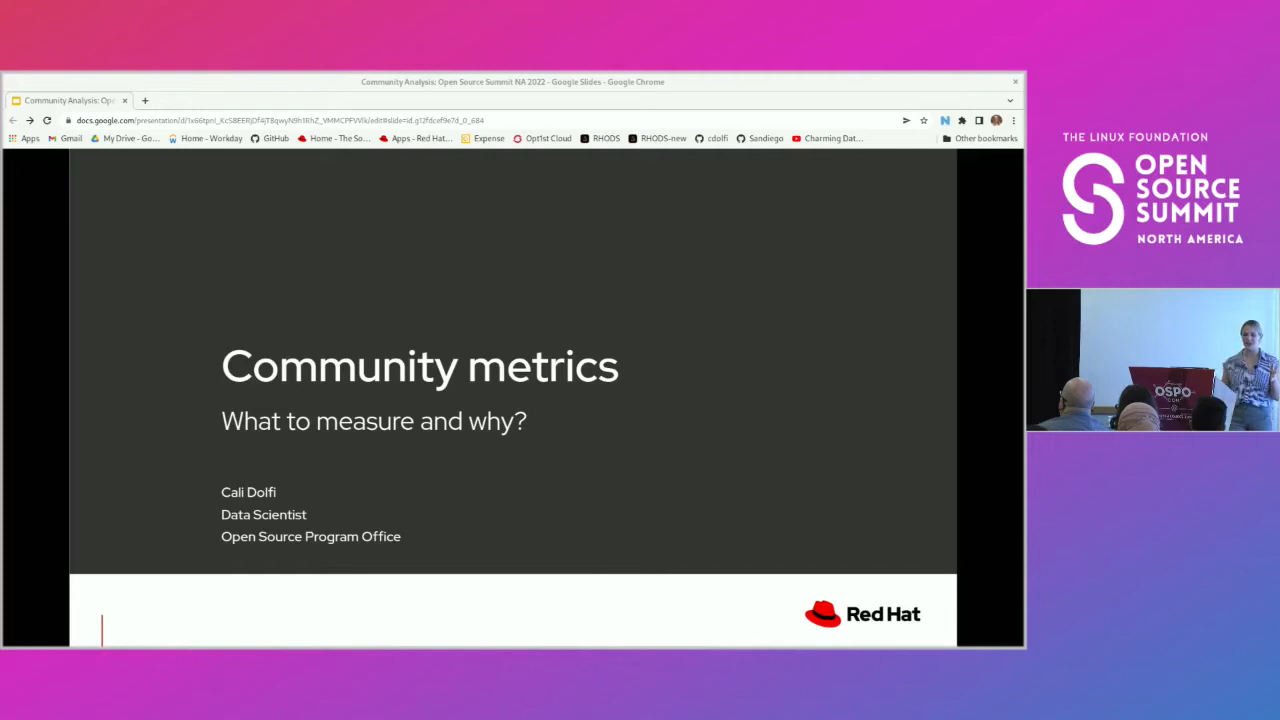 Community Analysis: Open Source Summit NA 2022 - Google Slides - Google Chrome
Community Analysis: Op
Apps Gmail My Drive - Go... Home - Workday GitHub Home - The So... Apps - Red Hat... Expense Opt1st Cloud RHODS RHODS-new cdolfi Sandiego Charming Dat... Other bookmarks
Community metrics
What to measure and why?
Cali Dolfi
Data Scientist
Open Source Program Office
Red Hat
THE LINUX FOUNDATION
OPEN
SOURCE
SUMMIT
NORTH AMERICA
OSPO
CON